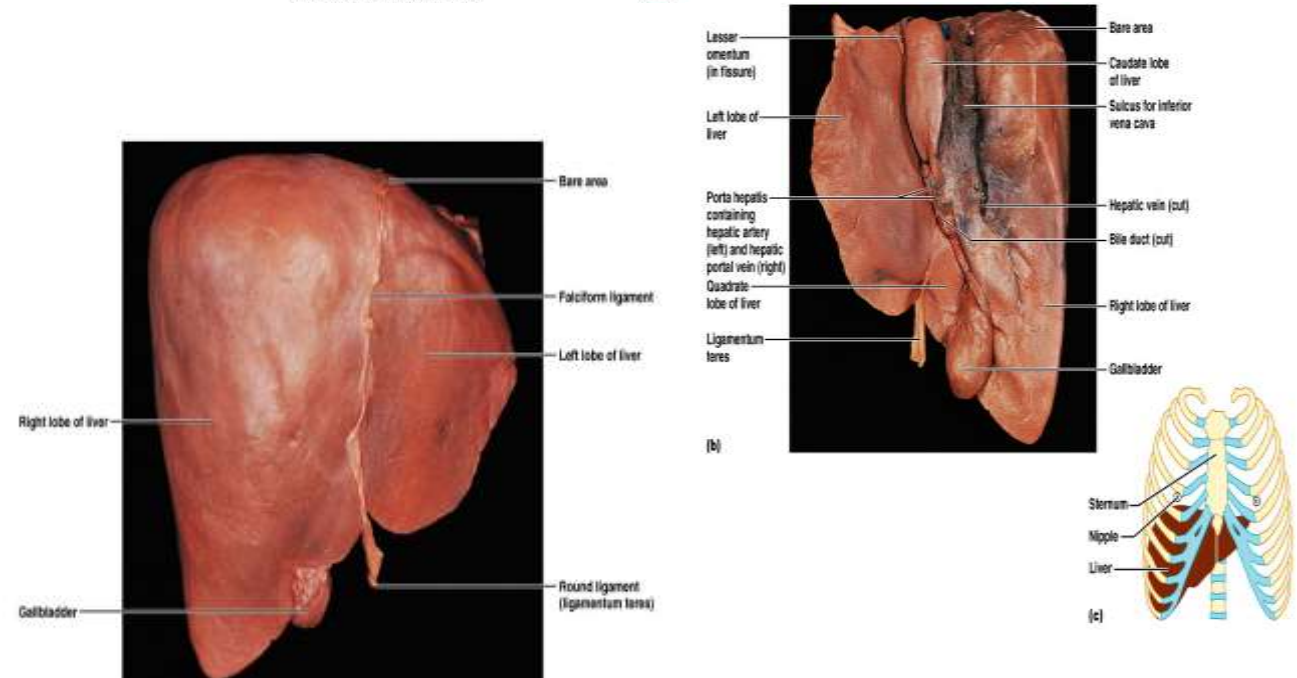 Bare area
Falciform ligament
Left lobe of liver
Right lobe of liver
Round ligament
(ligamentum teres)
Gallbladder
Lesser
omentum
(in fissure)
Left lobe of
liver
Porta hepatis
containing
hepatic artery
(left) and hepatic
portal vein (right)
Quadrate
lobe of liver
Ligamentum
teres
Bare area
Caudate lobe
of liver
Sulcus for inferior
vena cava
Hepatic vein (cut)
Bile duct (cut)
Right lobe of liver
Gallbladder
(b)
Sternum
Nipple
Liver
(c)